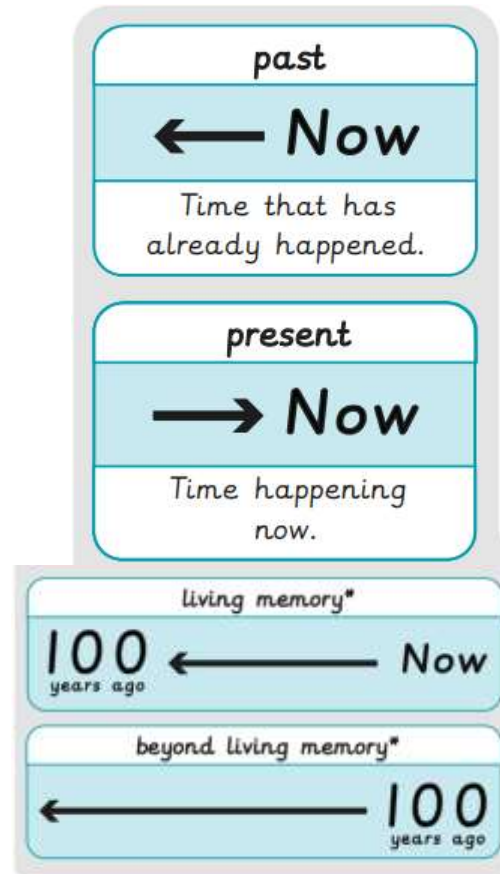 past
← Now
Time that has
already happened.
present
→ Now
Time happening
now.
living memory*
100 ← Now
years ago
beyond living memory*
← 100
years ago